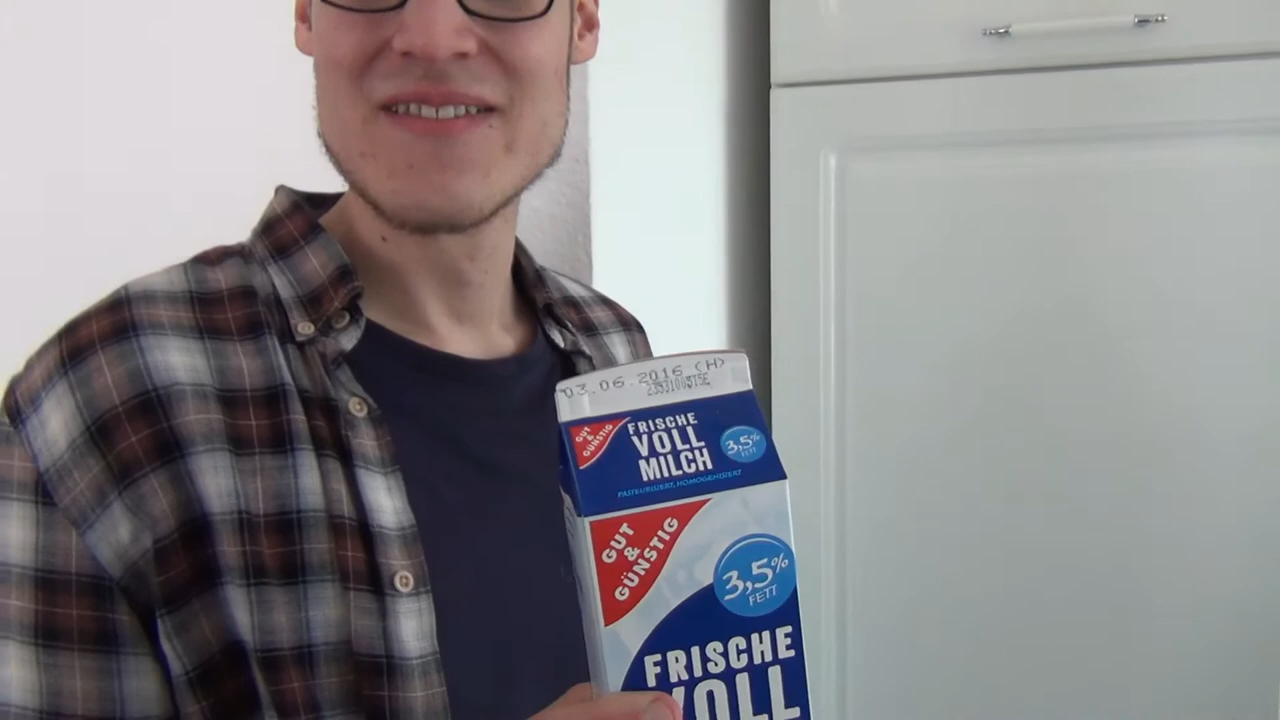 03.06.2016 (H)
GUT
&
GÜNSTIG
FRISCHE
VOLL
MILCH
3,5%
FETT
PASTEURISIERT, HOMOGENISIERT
GUT
&
GÜNSTIG
3,5%
FETT
FRISCHE
VOLL